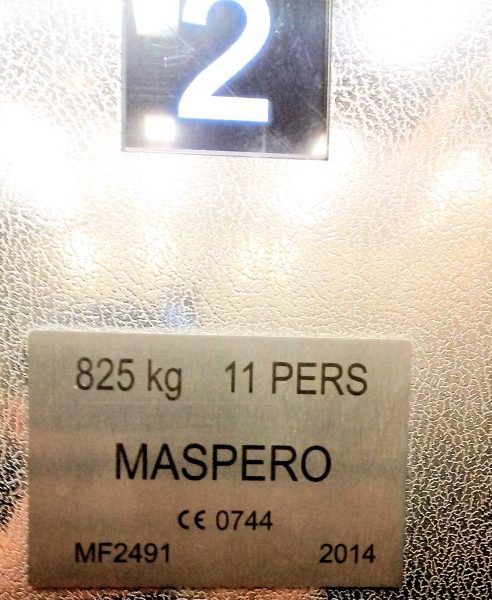 2
825 kg 11 PERS
MASPERO
CE 0744
MF2491 2014